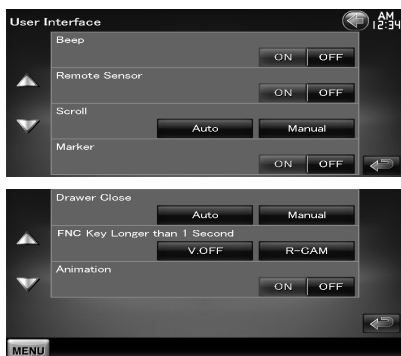 User Interface
AM
12:34
Beep
ON OFF
Remote Sensor
ON OFF
Scroll
Auto Manual
Marker
ON OFF
Drawer Close
Auto Manual
FNC Key Longer than 1 Second
V.OFF R-CAM
Animation
ON OFF
MENU